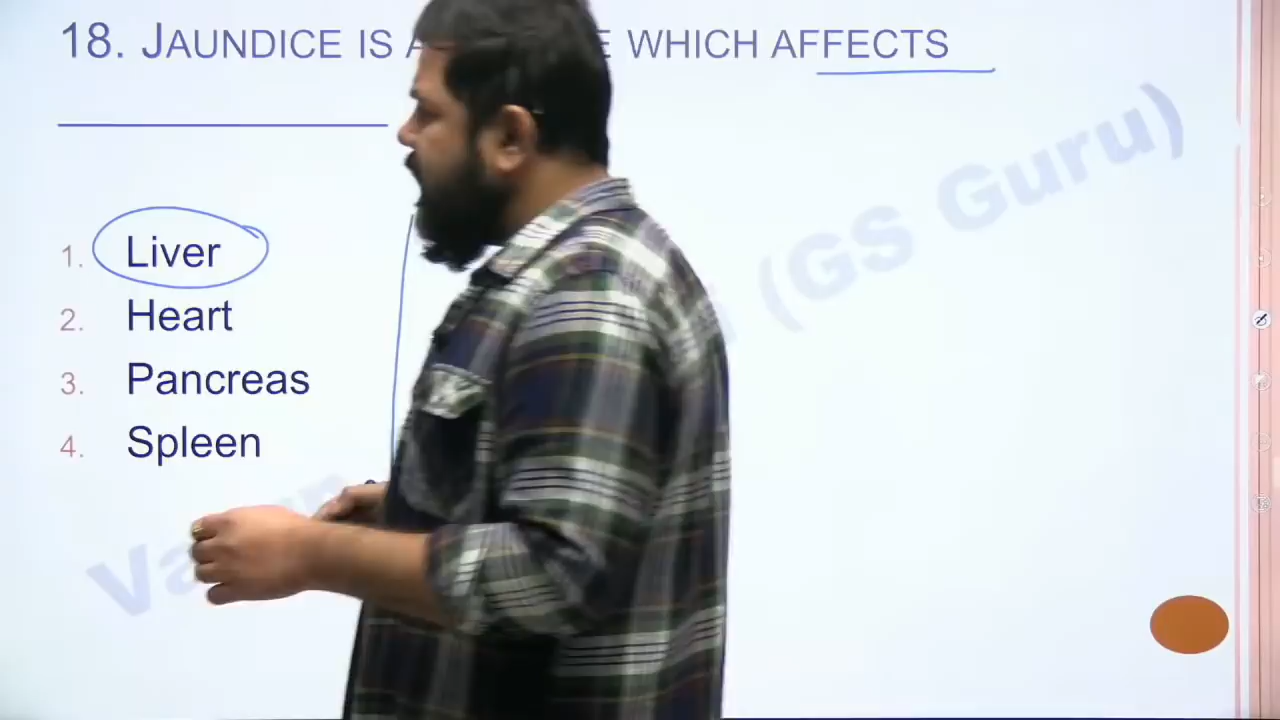 18. JAUNDICE IS A WHICH AFFECTS
1. Liver
2. Heart
3. Pancreas
4. Spleen
(GS Guru)